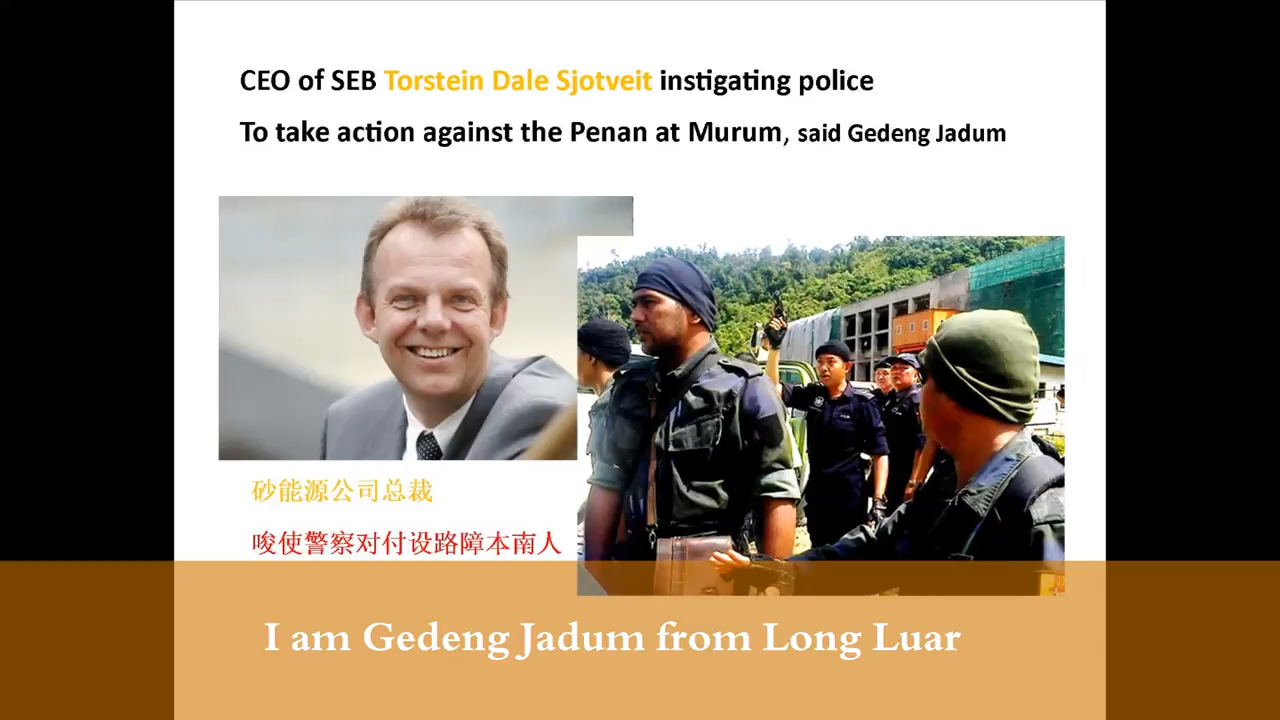 CEO of SEB Torstein Dale Sjotveit instigating police
To take action against the Penan at Murum, said Gedeng Jadum
砂能源公司总裁
唆使警察对付设路障本南人
I am Gedeng Jadum from Long Luar